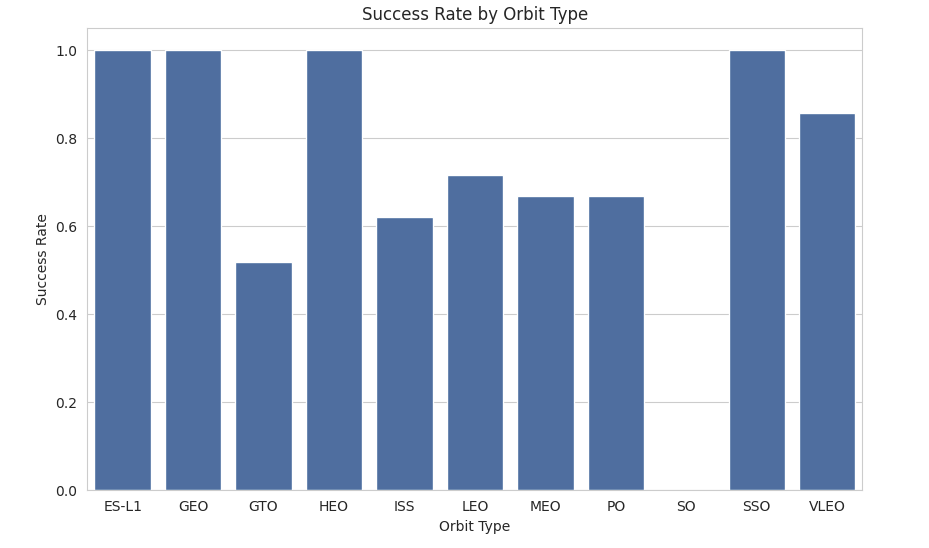 Success Rate by Orbit Type
1.0
0.8
0.6
0.4
0.2
0.0
Success Rate
ES-L1 GEO GTO HEO ISS LEO MEO PO SO SSO VLEO
Orbit Type